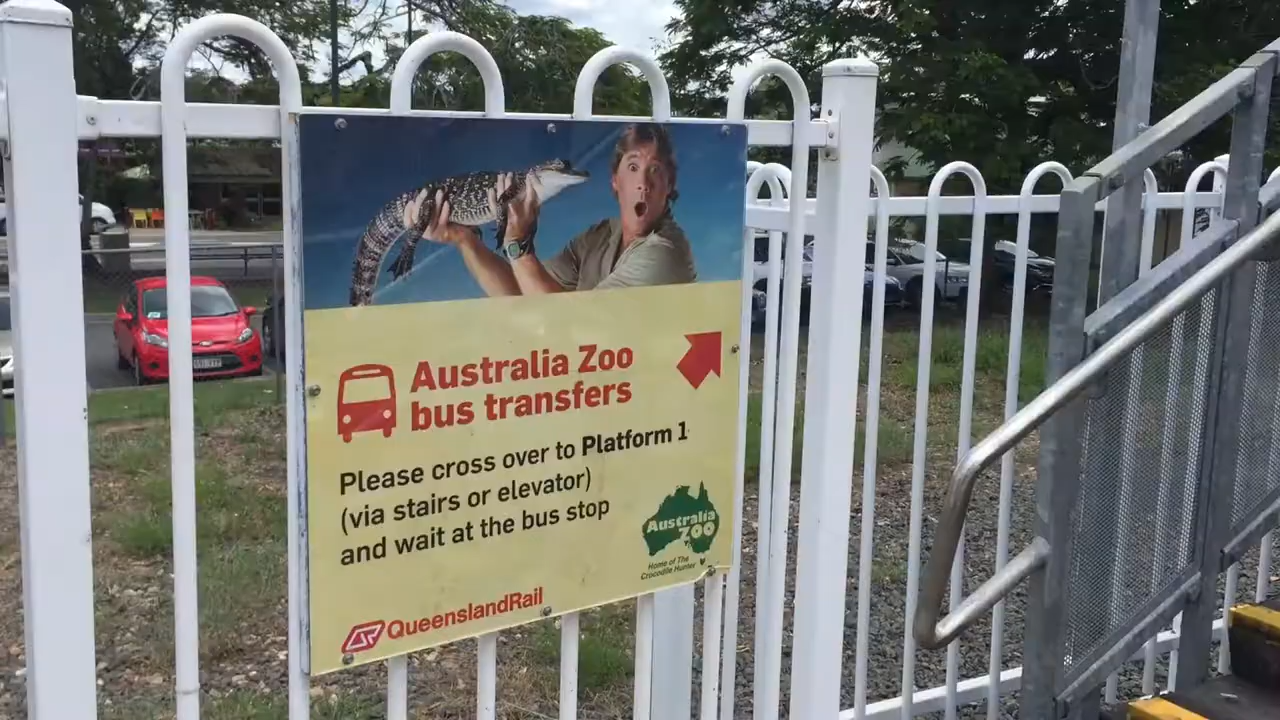 Australia Zoo
bus transfers
Please cross over to Platform 1
(via stairs or elevator)
and wait at the bus stop
Australia
ZOO
Home of The
Crocodile Hunter
QueenslandRail